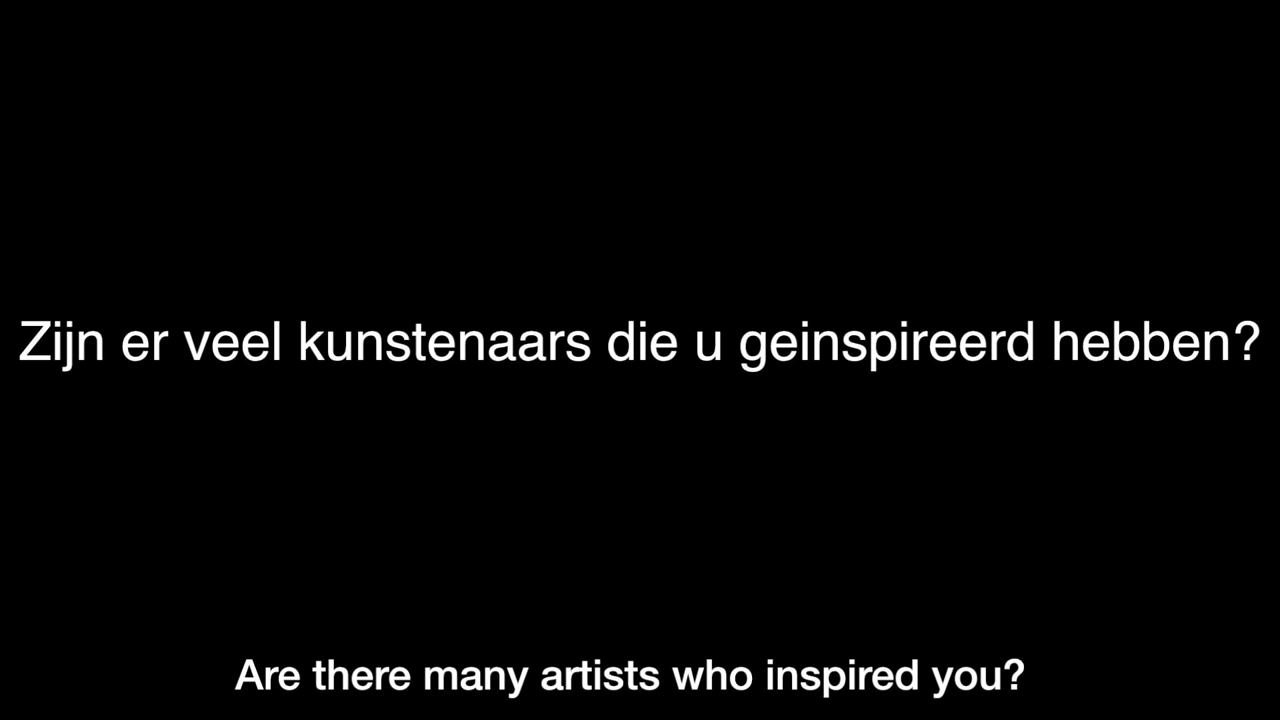 Zijn er veel kunstenaars die u geinspireerd hebben?
Are there many artists who inspired you?